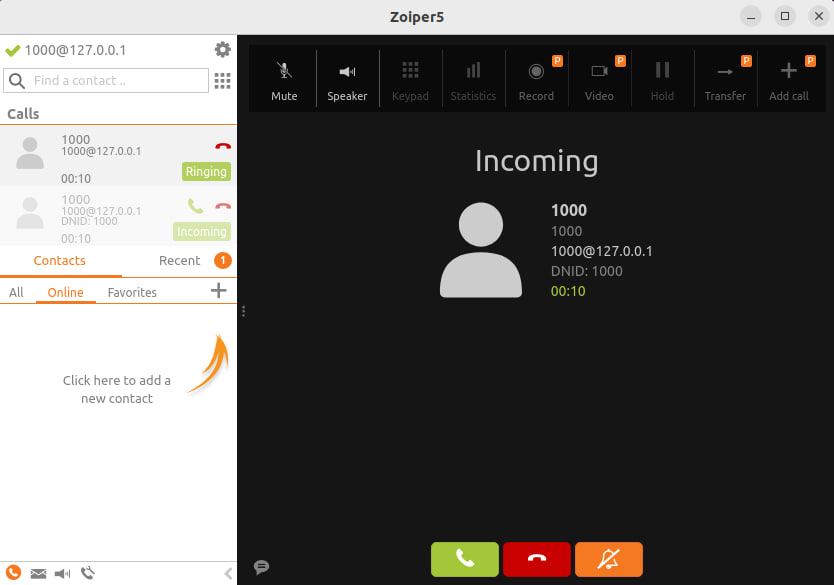 Zoiper5
1000@127.0.0.1
Find a contact ..
Calls
1000
1000@127.0.0.1
00:10
Ringing
1000
1000@127.0.0.1
DNID: 1000
00:10
Incoming
Contacts
Recent 1
All Online Favorites
Click here to add a
new contact
Mute Speaker Keypad Statistics Record P Video P Hold Transfer P Add call P
Incoming
1000
1000
1000@127.0.0.1
DNID: 1000
00:10